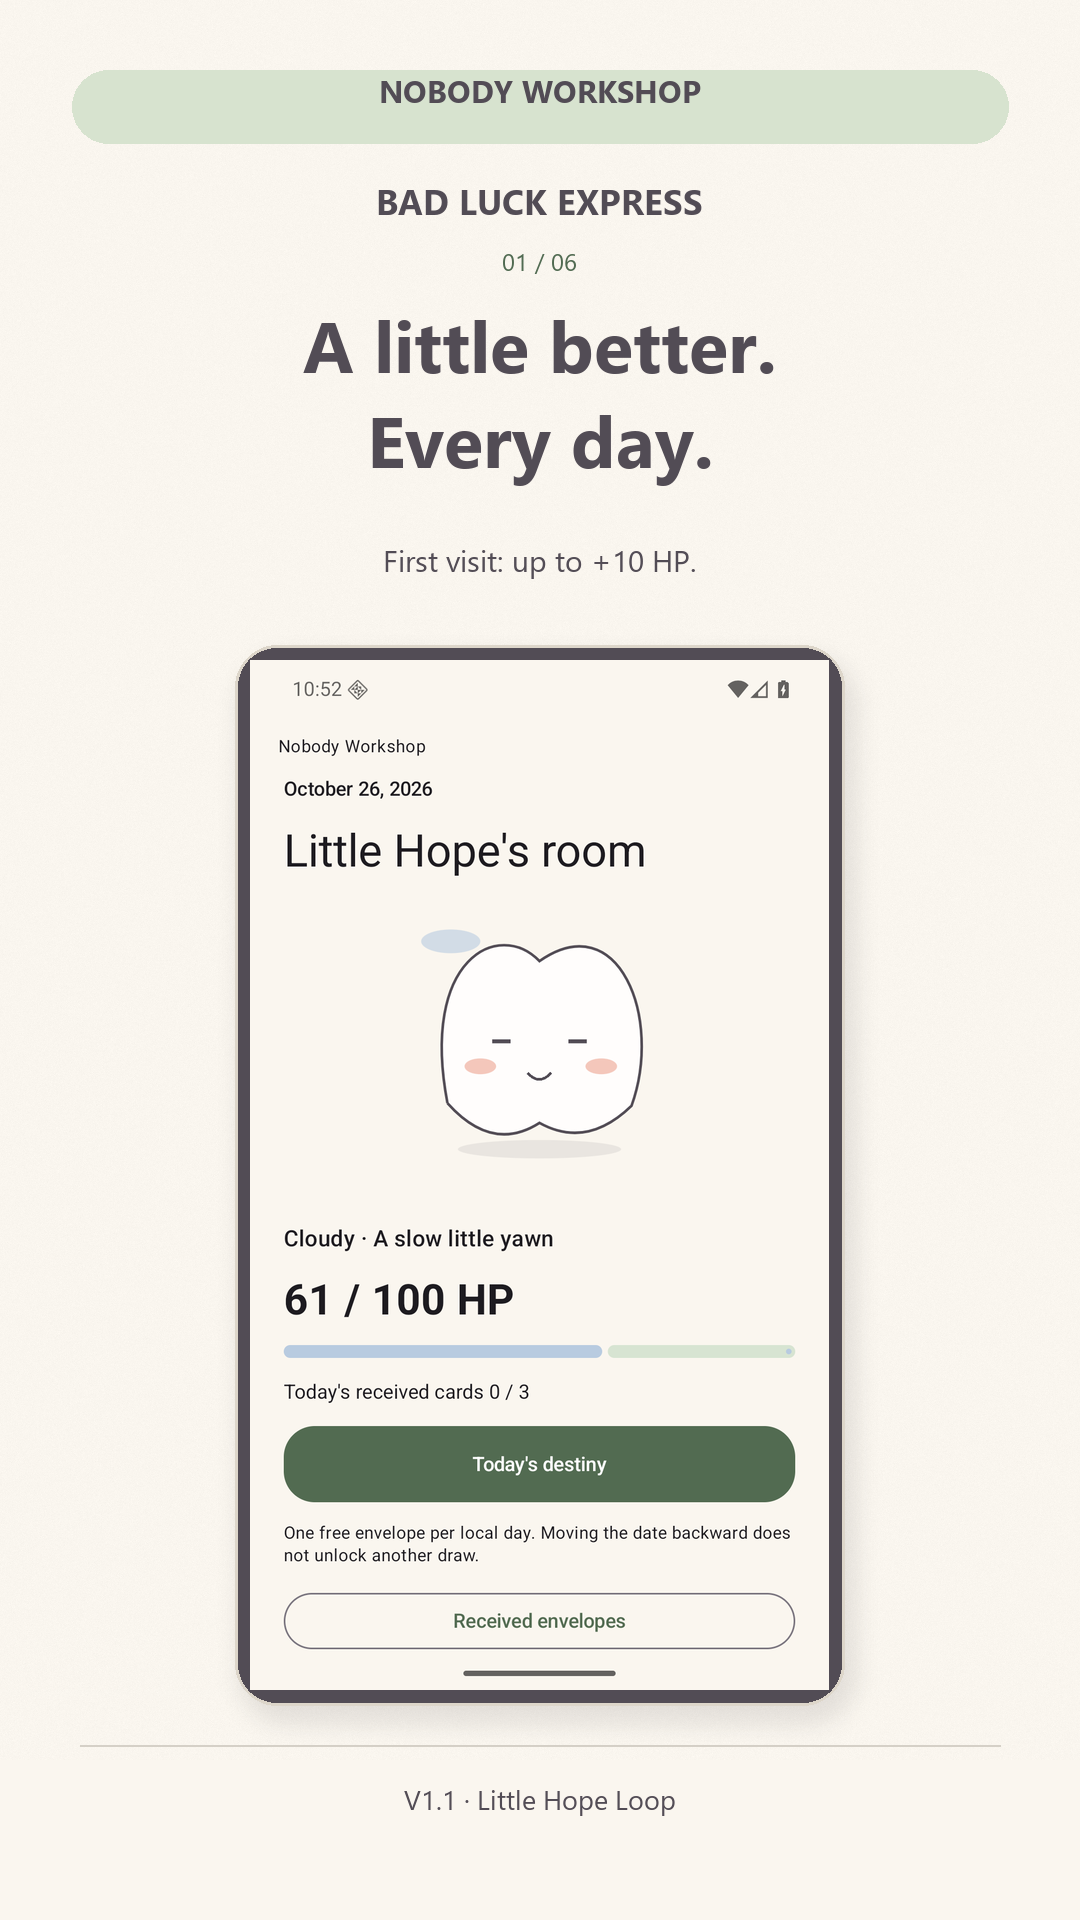 NOBODY WORKSHOP
BAD LUCK EXPRESS
01 / 06
A little better.
Every day.
First visit: up to +10 HP.
10:52
Nobody Workshop
October 26, 2026
Little Hope's room
Cloudy · A slow little yawn
61 / 100 HP
Today's received cards 0 / 3
Today's destiny
One free envelope per local day. Moving the date backward does
not unlock another draw.
Received envelopes
V1.1 · Little Hope Loop